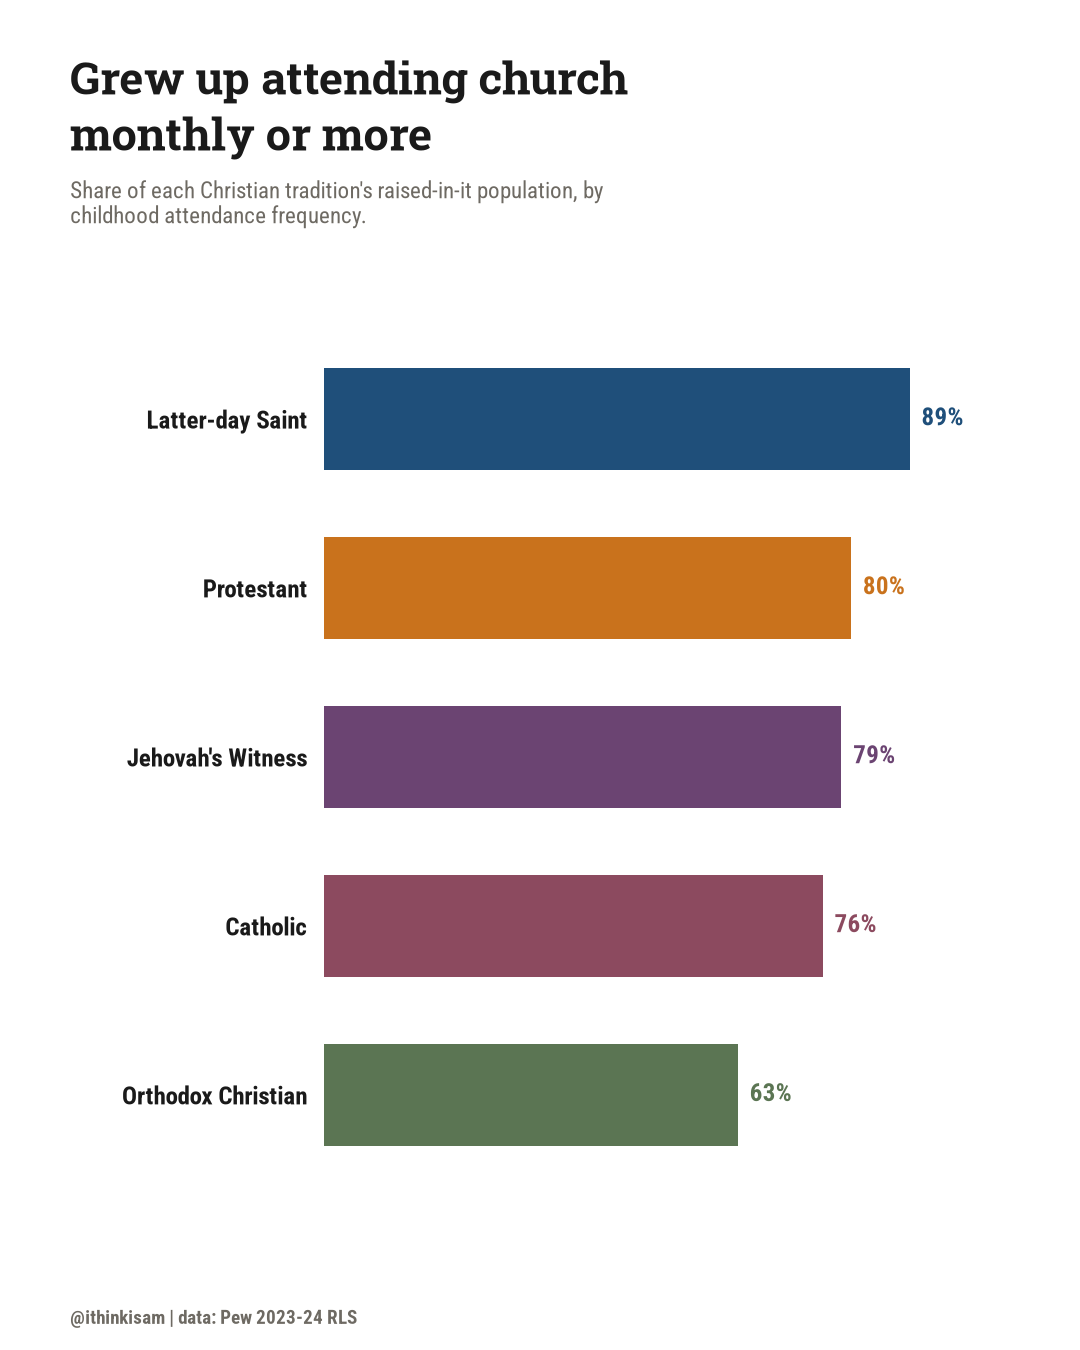 Grew up attending church
monthly or more
Share of each Christian tradition's raised-in-it population, by
childhood attendance frequency.
Latter-day Saint
89%
Protestant
80%
Jehovah's Witness
79%
Catholic
76%
Orthodox Christian
63%
@ithinkisam | data: Pew 2023-24 RLS